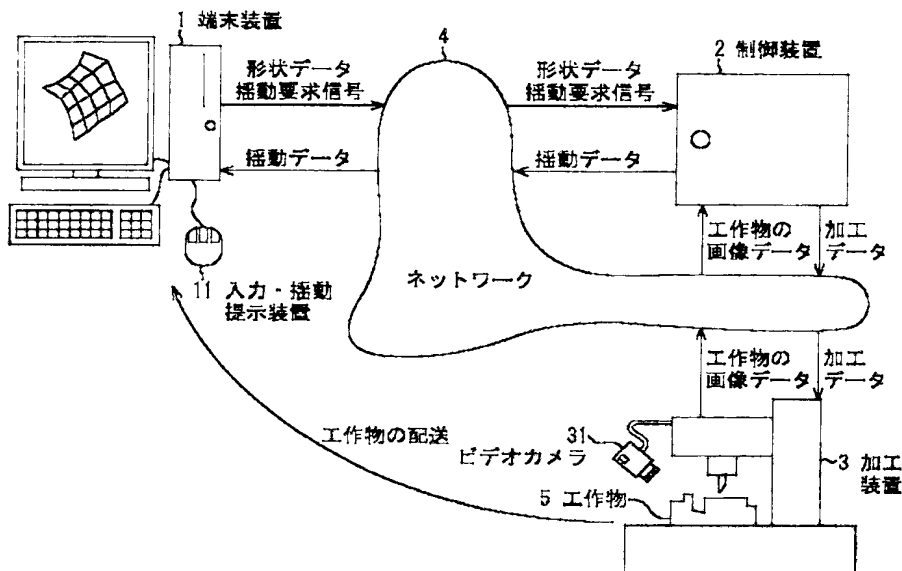 1 端末装置
4
2 制御装置
形状データ
揺動要求信号
形状データ
揺動要求信号
揺動データ
揺動データ
工作物の
画像データ
加工
データ
11 入力・揺動
提示装置
ネットワーク
工作物の
画像データ
加工
データ
工作物の配送
31
ビデオカメラ
3 加工
装置
5 工作物